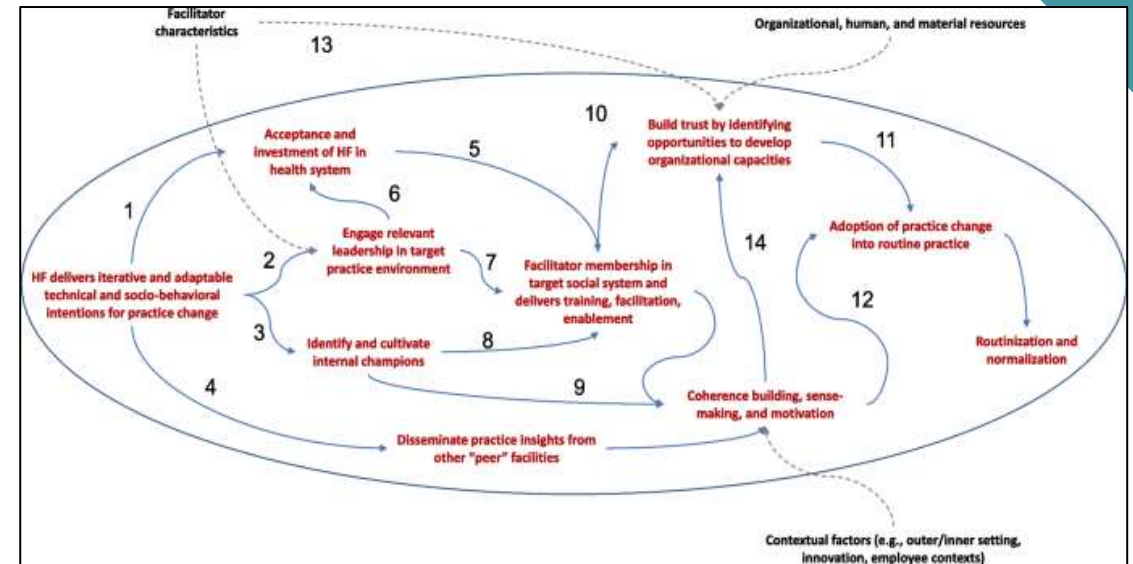 Facilitator
characteristics
Organizational, human, and material resources
13
10
Build trust by identifying
opportunities to develop
organizational capacities
Acceptance and
investment of HF in
health system
5
11
1
6
Engage relevant
leadership in target
practice environment
Adoption of practice change
into routine practice
2
7
14
HF delivers iterative and adaptable
technical and socio-behavioral
intentions for practice change
Facilitator membership in
target social system and
delivers training, facilitation,
enablement
3
12
Identify and cultivate
internal champions
8
Routinization and
normalization
4
9
Coherence building, sense-
making, and motivation
Disseminate practice insights from
other "peer" facilities
Contextual factors (e.g., outer/inner setting,
innovation, employee contexts)